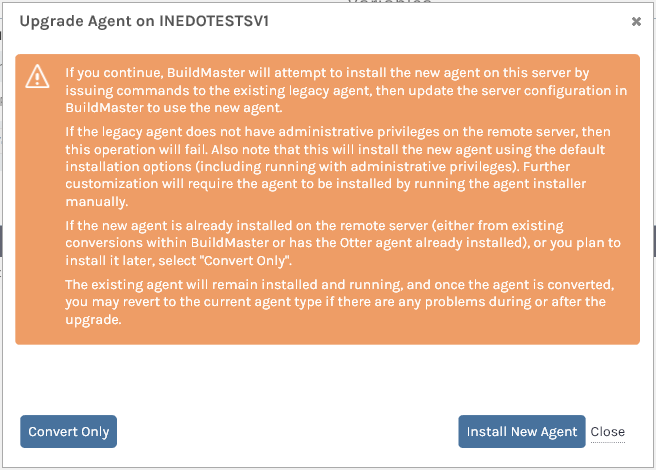 Upgrade Agent on INEDOTESTSV1
If you continue, BuildMaster will attempt to install the new agent on this server by
issuing commands to the existing legacy agent, then update the server configuration in
BuildMaster to use the new agent.
If the legacy agent does not have administrative privileges on the remote server, then
this operation will fail. Also note that this will install the new agent using the default
installation options (including running with administrative privileges). Further
customization will require the agent to be installed by running the agent installer
manually.
If the new agent is already installed on the remote server (either from existing
conversions within BuildMaster or has the Otter agent already installed), or you plan to
install it later, select "Convert Only".
The existing agent will remain installed and running, and once the agent is converted,
you may revert to the current agent type if there are any problems during or after the
upgrade.
Convert Only
Install New Agent
Close